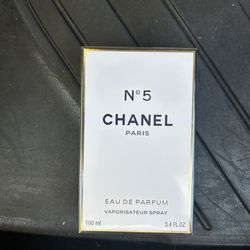 N°5
CHANEL
PARIS
EAU DE PARFUM
VAPORISATEUR SPRAY
100 ml 3.4 FL.OZ